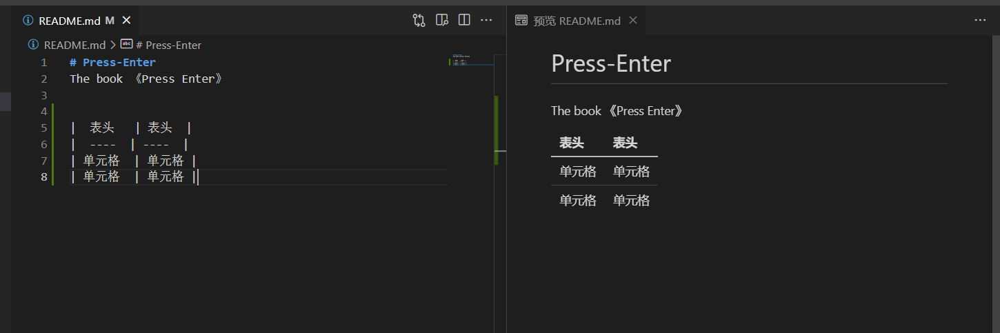 README.md M
README.md > # Press-Enter
1 # Press-Enter
2 The book 《Press Enter》
3
4
5 | 表头 | 表头 |
6 | ---- | ---- |
7 | 单元格 | 单元格 |
8 | 单元格 | 单元格 |
预览 README.md
Press-Enter
The book 《Press Enter》
表头 表头
单元格 单元格
单元格 单元格